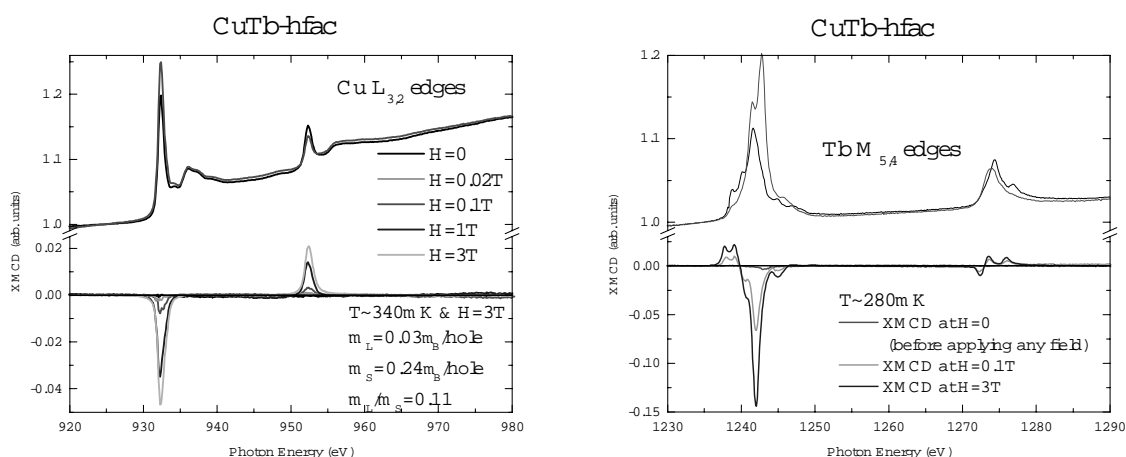 CuTb-hfac
Cu L3,2 edges
H=0
H=0.02T
H=0.1T
H=1T
H=3T
T~340mK & H=3T
mL=0.03mB/hole
mS=0.24mB/hole
mL/mS=0.11
1.2
1.1
1.0
0.02
0.00
-0.02
-0.04
XMCD (arb.units)
920
930
940
950
960
970
980
Photon Energy (eV)
CuTb-hfac
Tb M5,4 edges
T~280mK
XMCD at H=0
(before applying any field)
XMCD at H=0.1T
XMCD at H=3T
1.2
1.1
1.0
0.00
-0.05
-0.10
-0.15
XMCD (arb.units)
1230
1240
1250
1260
1270
1280
1290
Photon Energy (eV)